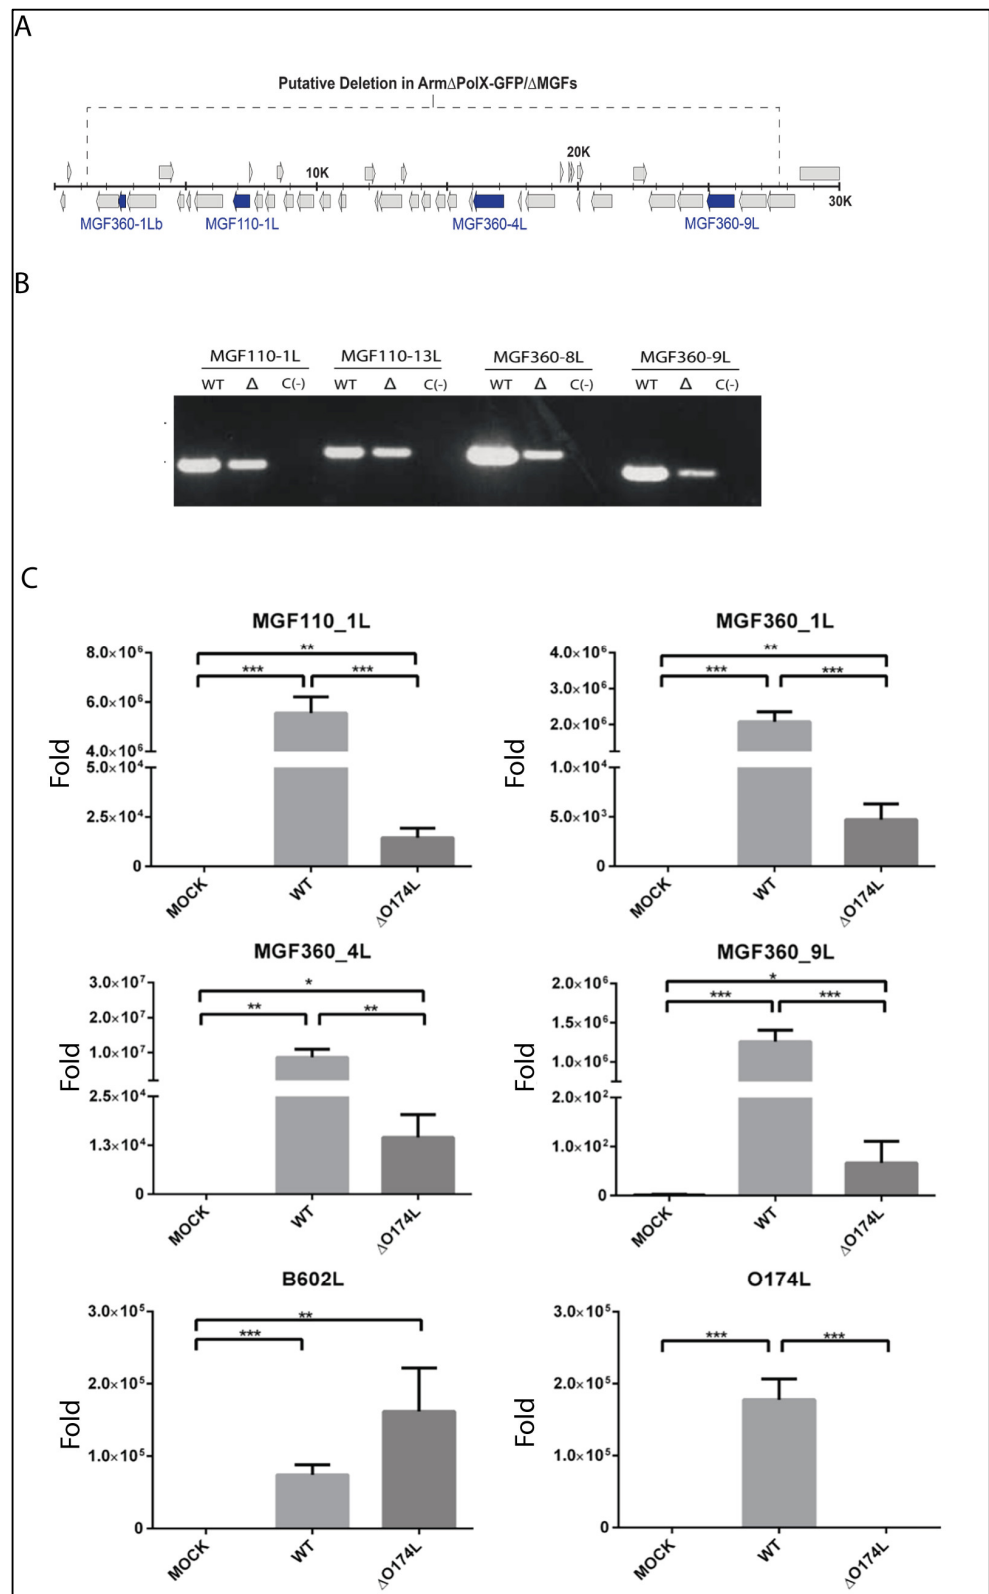 A
Putative Deletion in ArmΔPolX-GFP/ΔMGFs
20K
10K
30K
MGF360-1Lb MGF110-1L MGF360-4L MGF360-9L
B
MGF110-1L MGF110-13L MGF360-8L MGF360-9L
WT Δ C(-) WT Δ C(-) WT Δ C(-) WT Δ C(-)
C
MGF110_1L
Fold
8.0×10⁶
6.0×10⁶
4.0×10⁶
5.0×10⁴
2.5×10⁴
0
** *** ***
MOCK WT ΔO174L
MGF360_1L
Fold
4.0×10⁶
3.0×10⁶
2.0×10⁶
1.0×10⁴
5.0×10³
0
** *** ***
MOCK WT ΔO174L
MGF360_4L
Fold
3.0×10⁷
2.0×10⁷
1.0×10⁷
2.5×10⁴
1.3×10⁴
0
* ** **
MOCK WT ΔO174L
MGF360_9L
Fold
2.0×10⁶
1.5×10⁶
1.0×10⁶
2.0×10²
1.0×10²
0
* *** ***
MOCK WT ΔO174L
B602L
Fold
3.0×10⁵
2.0×10⁵
1.0×10⁵
0
** ***
MOCK WT ΔO174L
O174L
Fold
3.0×10⁵
2.0×10⁵
1.0×10⁵
0
*** ***
MOCK WT ΔO174L